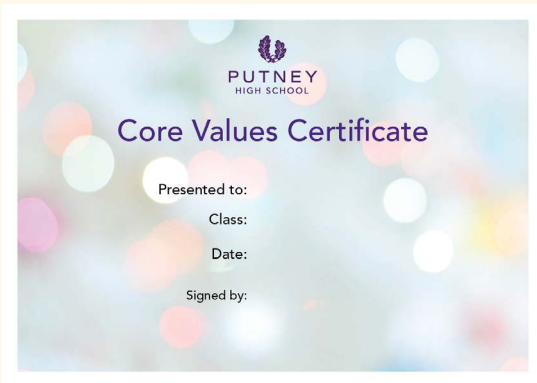 PUTNEY
HIGH SCHOOL
Core Values Certificate
Presented to:
Class:
Date:
Signed by: